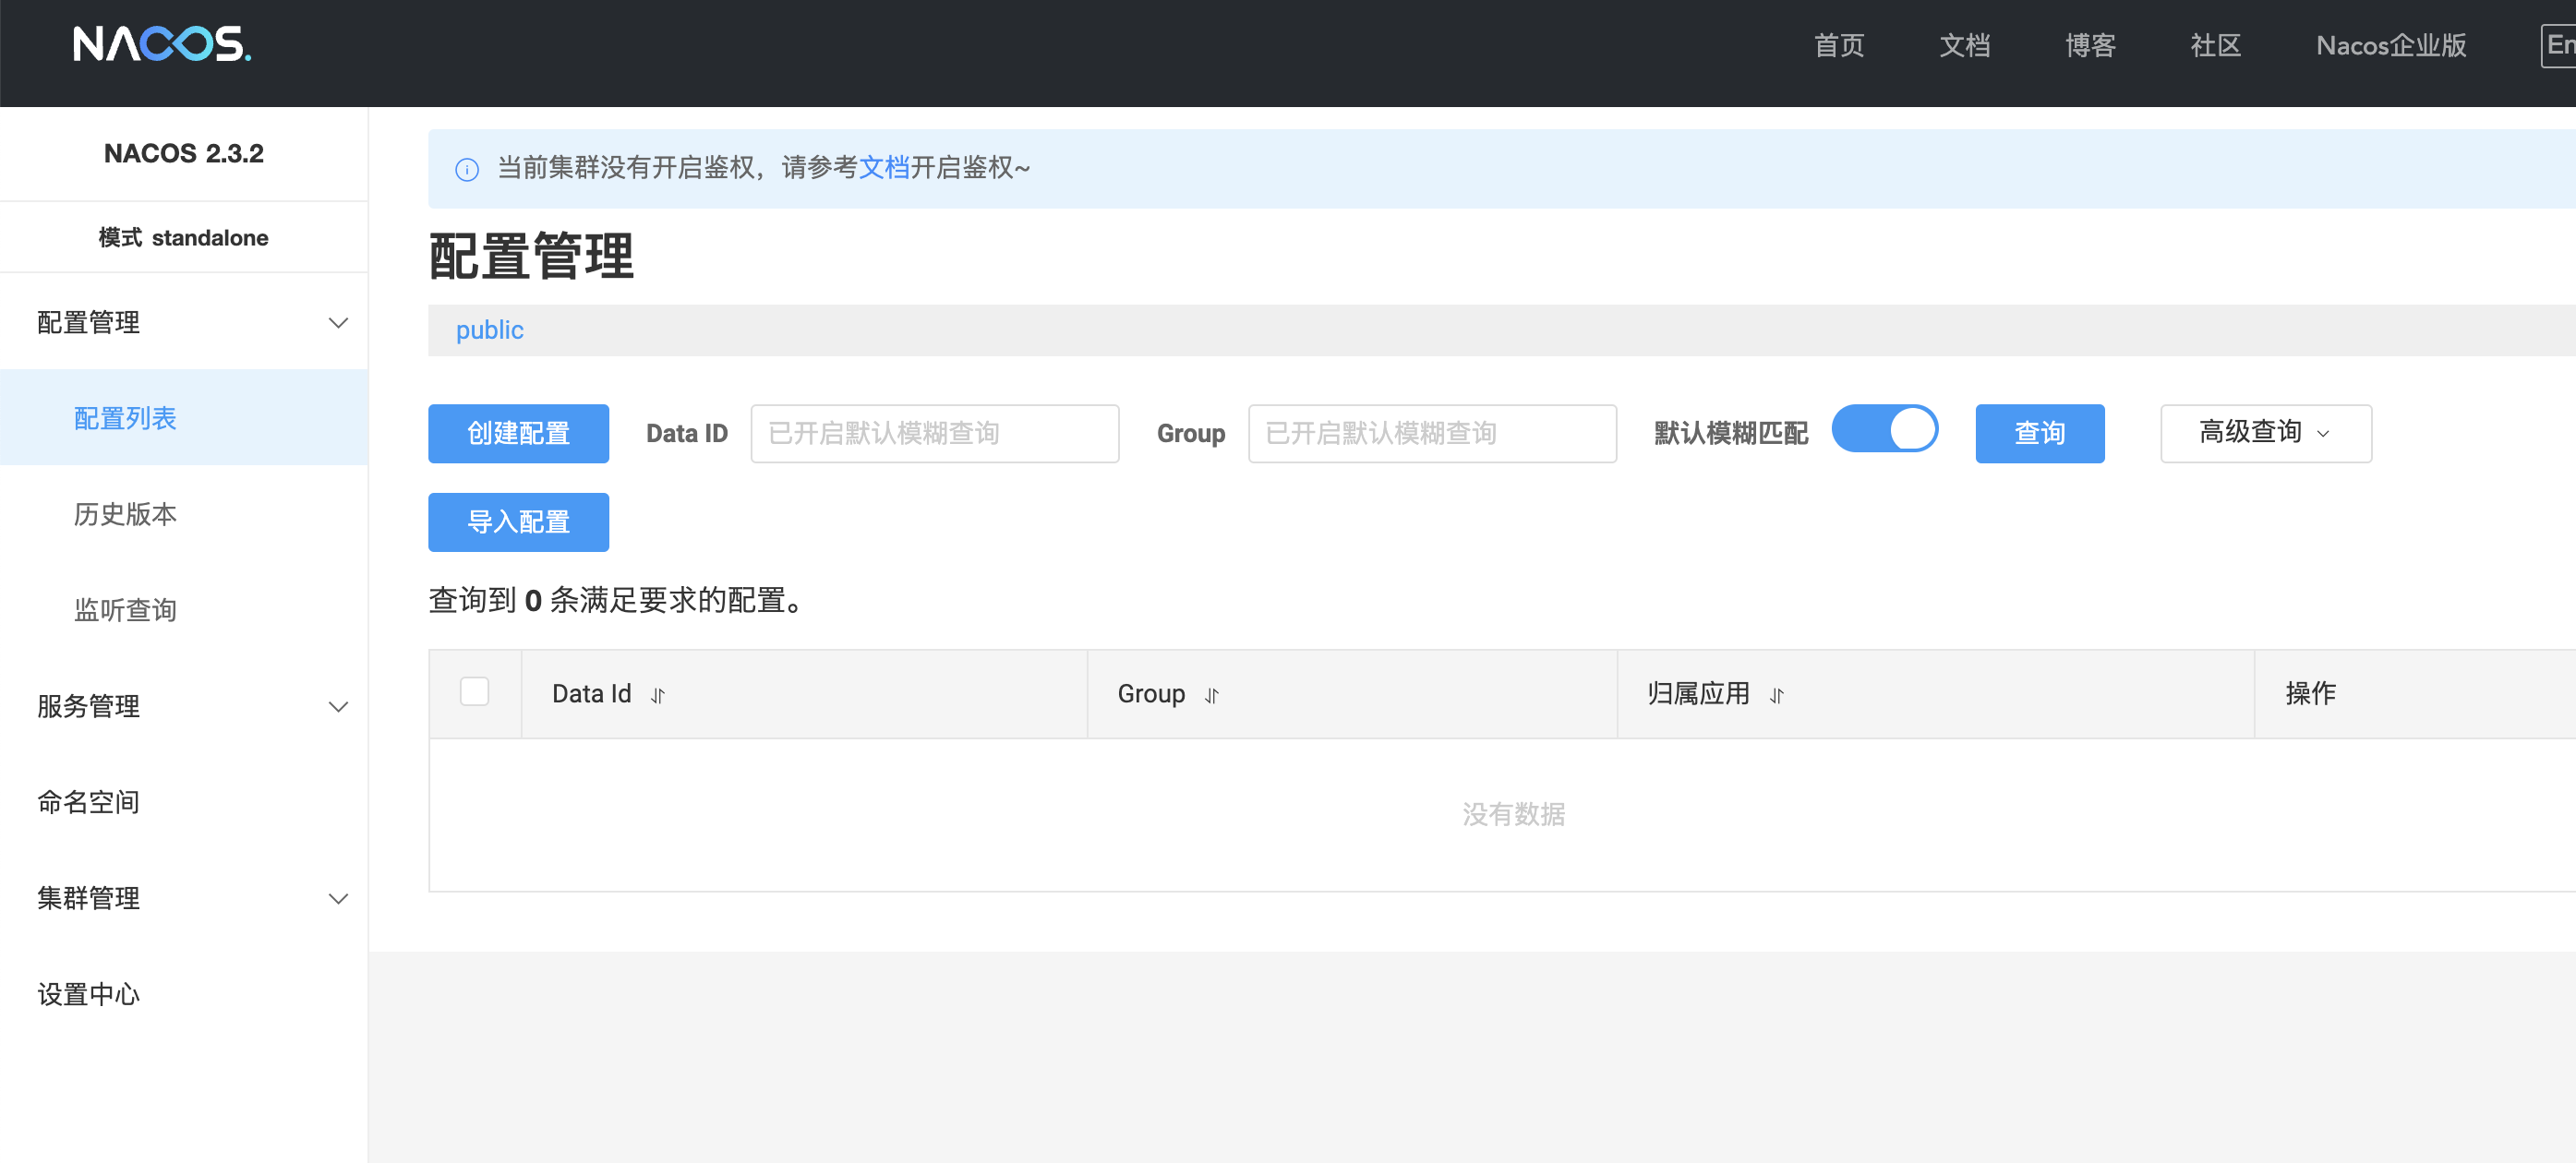 NACOS.
首页 文档 博客 社区 Nacos企业版 En
NACOS 2.3.2
模式 standalone
配置管理
配置列表
历史版本
监听查询
服务管理
命名空间
集群管理
设置中心
当前集群没有开启鉴权，请参考文档开启鉴权~
配置管理
public
创建配置 Data ID 已开启默认模糊查询 Group 已开启默认模糊查询 默认模糊匹配 查询 高级查询
导入配置
查询到 0 条满足要求的配置。
Data Id Group 归属应用 操作
没有数据